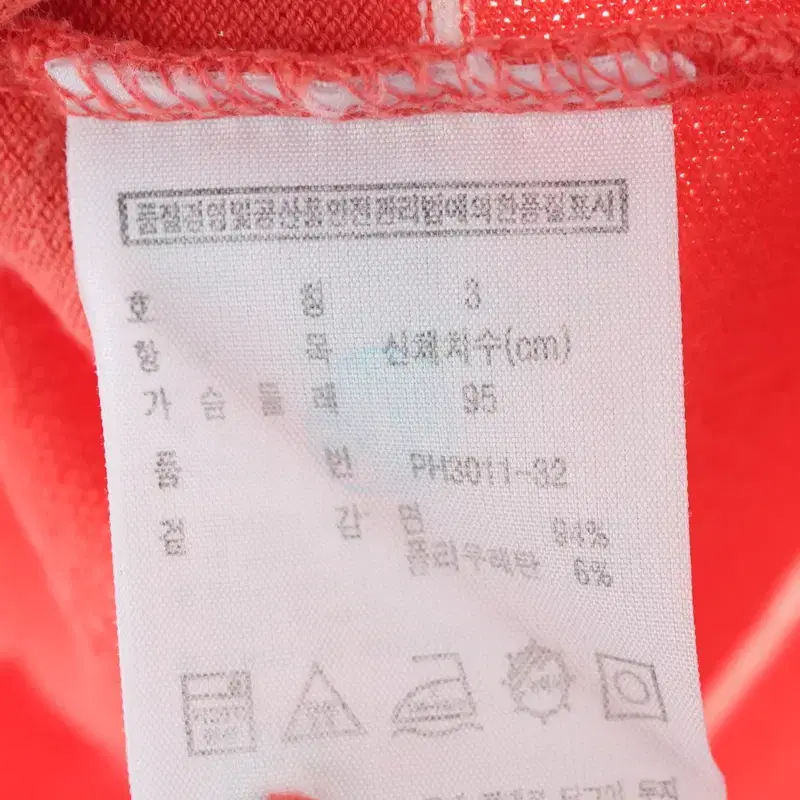 품질경영및공산품안전관리법에의한품질표시
호 칭 3
항 목 신체치수(cm)
가 슴 둘 레 95
품 번 PH3011-32
겉 감 면 94%
폴리우레탄 6%